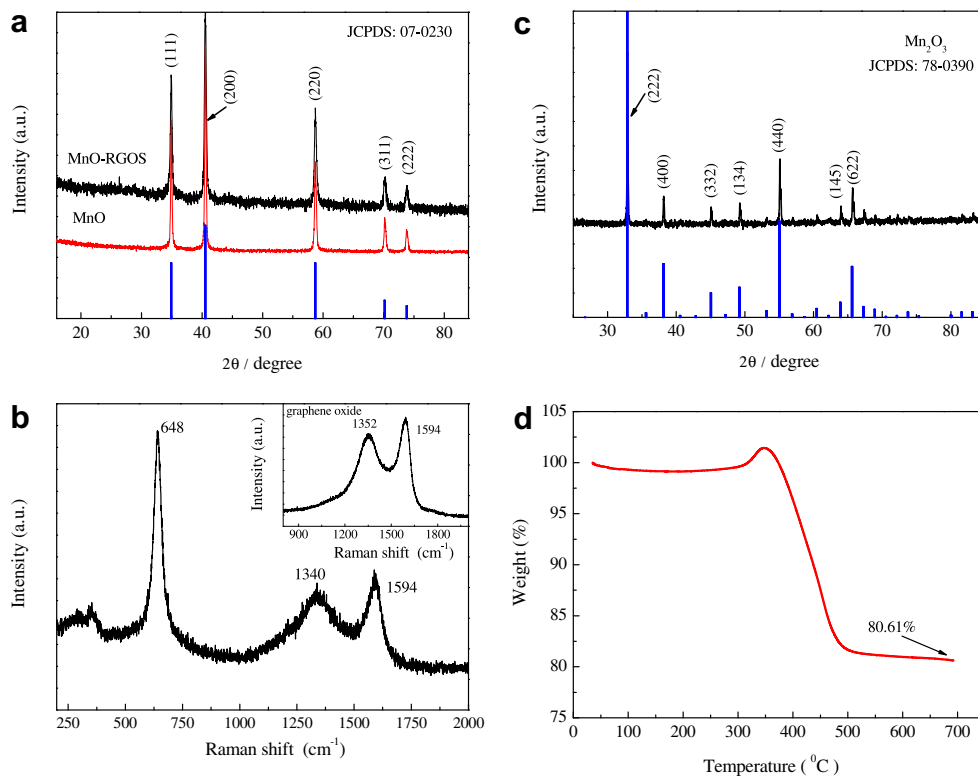 a
JCPDS: 07-0230
(111)
(200)
(220)
(311)
(222)
MnO-RGOS
MnO
Intensity (a.u.)
20 30 40 50 60 70 80
2θ / degree
c
Mn₂O₃
JCPDS: 78-0390
(222)
(400)
(332)
(134)
(440)
(145)
(622)
Intensity (a.u.)
30 40 50 60 70 80
2θ / degree
b
648
1340
1594
Intensity (a.u.)
250 500 750 1000 1250 1500 1750 2000
Raman shift (cm⁻¹)
graphene oxide
1352
1594
Intensity (a.u.)
900 1200 1500 1800
Raman shift (cm⁻¹)
d
105
100
95
90
85
80
75
Weight (%)
80.61%
0 100 200 300 400 500 600 700
Temperature ( ⁰C)